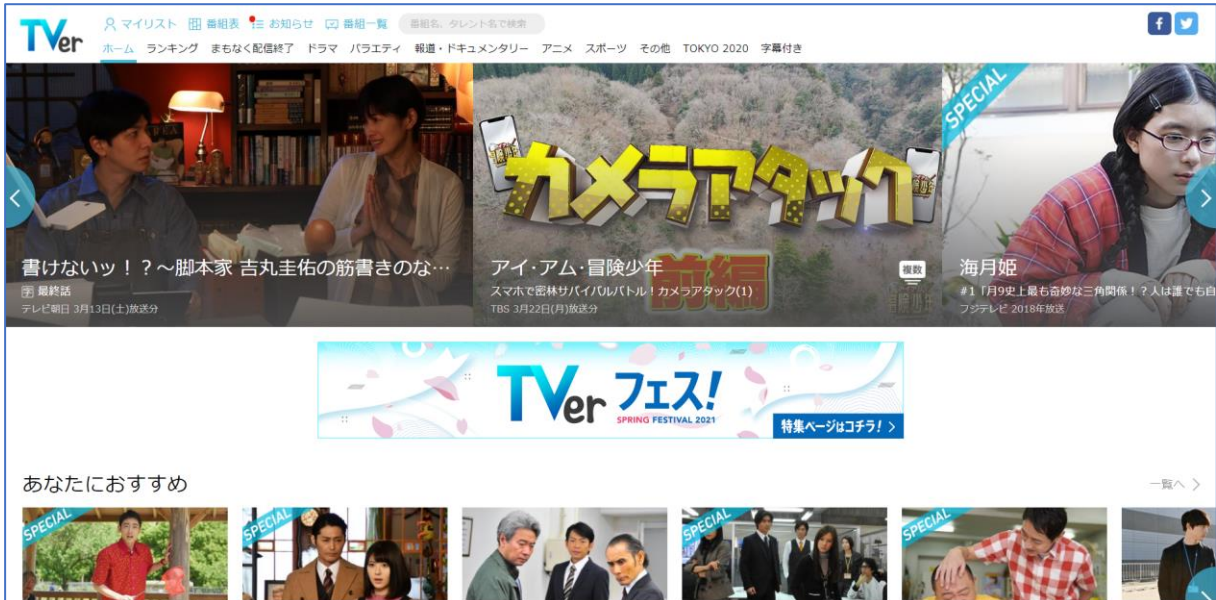 TVer
マイリスト 番組表 お知らせ 番組一覧 番組名、タレント名で検索
ホーム ランキング まもなく配信終了 ドラマ バラエティ 報道・ドキュメンタリー アニメ スポーツ その他 TOKYO 2020 字幕付き
カメラアタック
前編
SPECIAL
書けないッ!?~脚本家 吉丸圭佑の筋書きのな…
字 最終話
テレビ朝日 3月13日(土)放送分
アイ・アム・冒険少年
複数
スマホで密林サバイバルバトル!カメラアタック(1)
TBS 3月22日(月)放送分
海月姫
#1「月9史上最も奇妙な三角関係!?人は誰でも自
フジテレビ 2018年放送
TVer フェス!
SPRING FESTIVAL 2021
特集ページはコチラ! >
あなたにおすすめ
一覧へ >
SPECIAL
SPECIAL
SPECIAL
SPECIAL